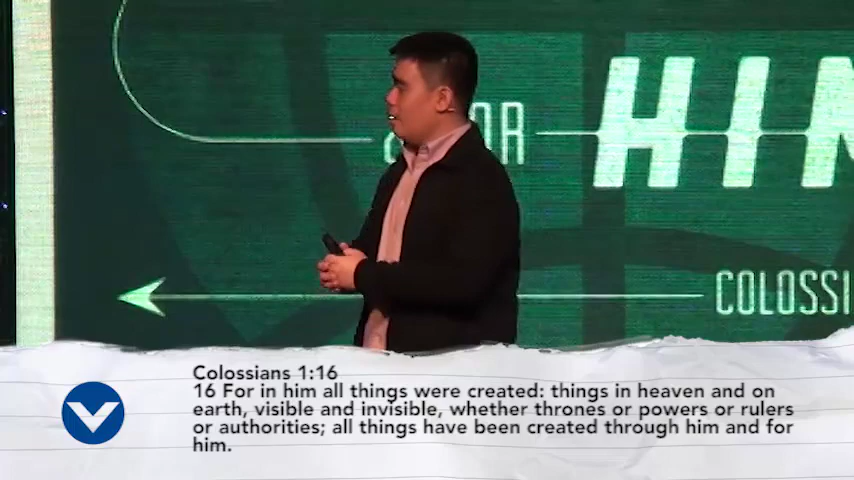 HIM
COLOSSI
Colossians 1:16
16 For in him all things were created: things in heaven and on
earth, visible and invisible, whether thrones or powers or rulers
or authorities; all things have been created through him and for
him.